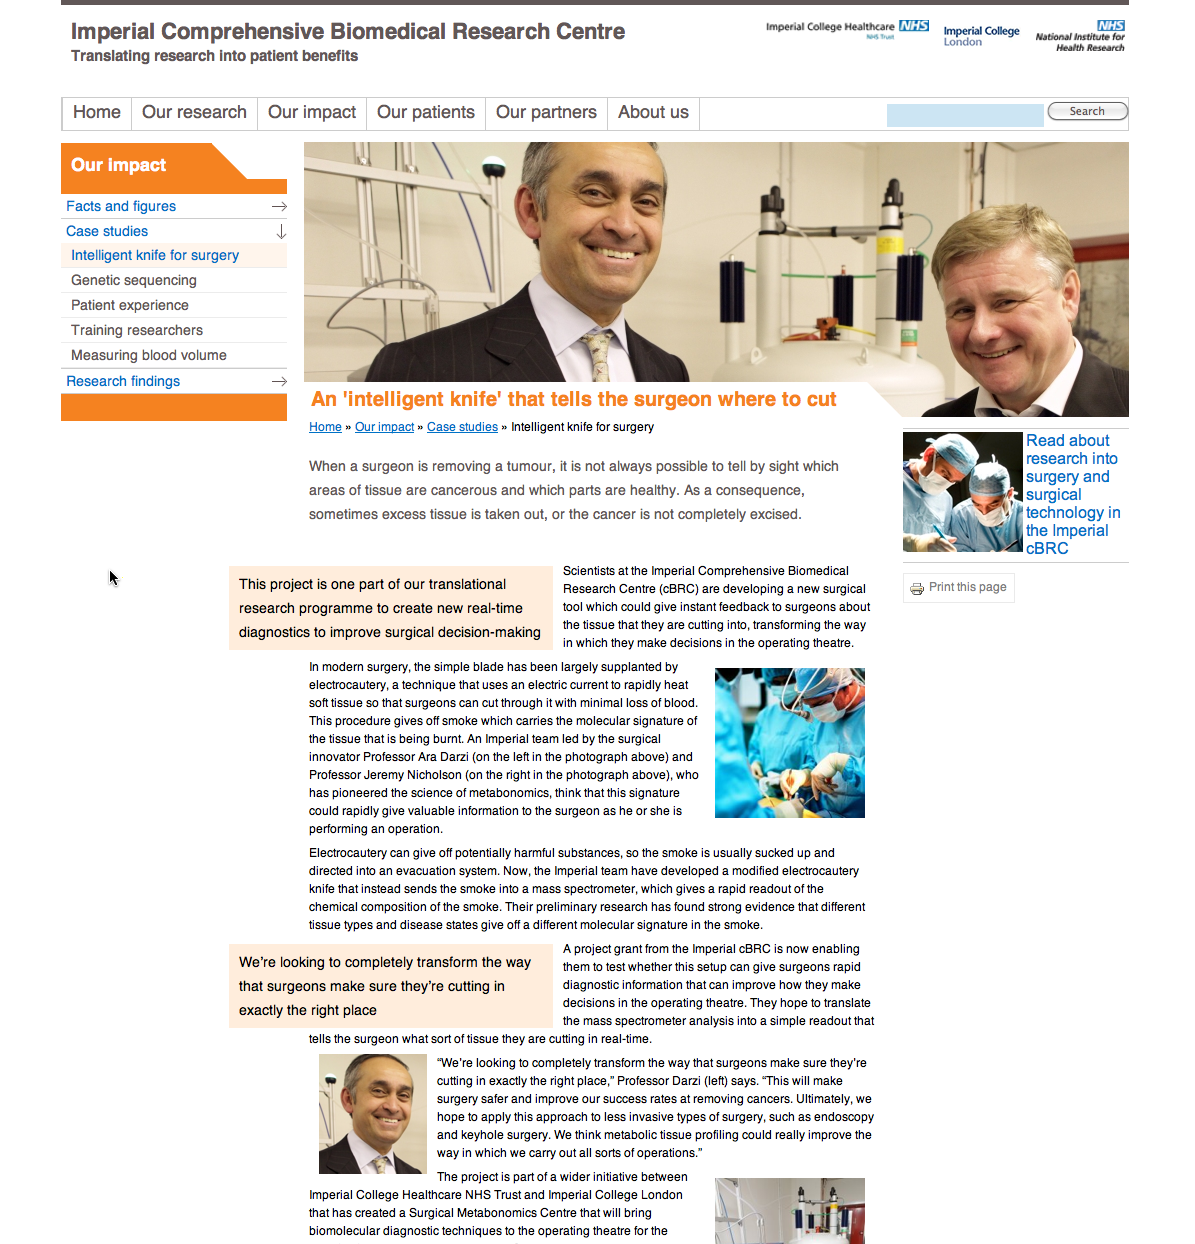 Imperial Comprehensive Biomedical Research Centre
Translating research into patient benefits
Imperial College Healthcare NHS
NHS Trust
Imperial College
London
NHS
National Institute for
Health Research
Home
Our research
Our impact
Our patients
Our partners
About us
Search
Our impact
Facts and figures
Case studies
Intelligent knife for surgery
Genetic sequencing
Patient experience
Training researchers
Measuring blood volume
Research findings
An 'intelligent knife' that tells the surgeon where to cut
Home » Our impact » Case studies » Intelligent knife for surgery
When a surgeon is removing a tumour, it is not always possible to tell by sight which
areas of tissue are cancerous and which parts are healthy. As a consequence,
sometimes excess tissue is taken out, or the cancer is not completely excised.
This project is one part of our translational
research programme to create new real-time
diagnostics to improve surgical decision-making
Scientists at the Imperial Comprehensive Biomedical
Research Centre (cBRC) are developing a new surgical
tool which could give instant feedback to surgeons about
the tissue that they are cutting into, transforming the way
in which they make decisions in the operating theatre.
In modern surgery, the simple blade has been largely supplanted by
electrocautery, a technique that uses an electric current to rapidly heat
soft tissue so that surgeons can cut through it with minimal loss of blood.
This procedure gives off smoke which carries the molecular signature of
the tissue that is being burnt. An Imperial team led by the surgical
innovator Professor Ara Darzi (on the left in the photograph above) and
Professor Jeremy Nicholson (on the right in the photograph above), who
has pioneered the science of metabonomics, think that this signature
could rapidly give valuable information to the surgeon as he or she is
performing an operation.
Electrocautery can give off potentially harmful substances, so the smoke is usually sucked up and
directed into an evacuation system. Now, the Imperial team have developed a modified electrocautery
knife that instead sends the smoke into a mass spectrometer, which gives a rapid readout of the
chemical composition of the smoke. Their preliminary research has found strong evidence that different
tissue types and disease states give off a different molecular signature in the smoke.
We're looking to completely transform the way
that surgeons make sure they're cutting in
exactly the right place
A project grant from the Imperial cBRC is now enabling
them to test whether this setup can give surgeons rapid
diagnostic information that can improve how they make
decisions in the operating theatre. They hope to translate
the mass spectrometer analysis into a simple readout that
tells the surgeon what sort of tissue they are cutting in real-time.
“We're looking to completely transform the way that surgeons make sure they're
cutting in exactly the right place,” Professor Darzi (left) says. “This will make
surgery safer and improve our success rates at removing cancers. Ultimately, we
hope to apply this approach to less invasive types of surgery, such as endoscopy
and keyhole surgery. We think metabolic tissue profiling could really improve the
way in which we carry out all sorts of operations.”
The project is part of a wider initiative between
Imperial College Healthcare NHS Trust and Imperial College London
that has created a Surgical Metabonomics Centre that will bring
biomolecular diagnostic techniques to the operating theatre for the
Read about
research into
surgery and
surgical
technology in
the Imperial
cBRC
Print this page